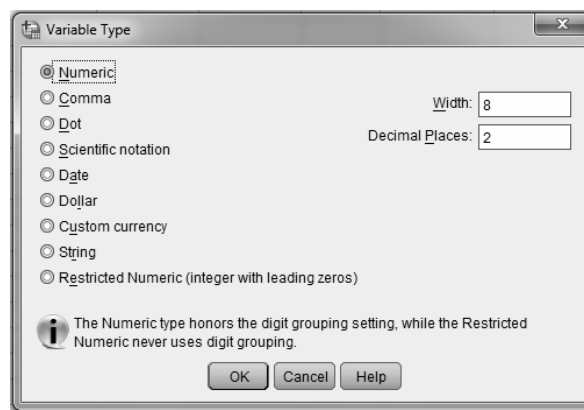 Variable Type
Numeric
Comma
Dot
Scientific notation
Date
Dollar
Custom currency
String
Restricted Numeric (integer with leading zeros)
Width: 8
Decimal Places: 2
The Numeric type honors the digit grouping setting, while the Restricted
Numeric never uses digit grouping.
OK Cancel Help